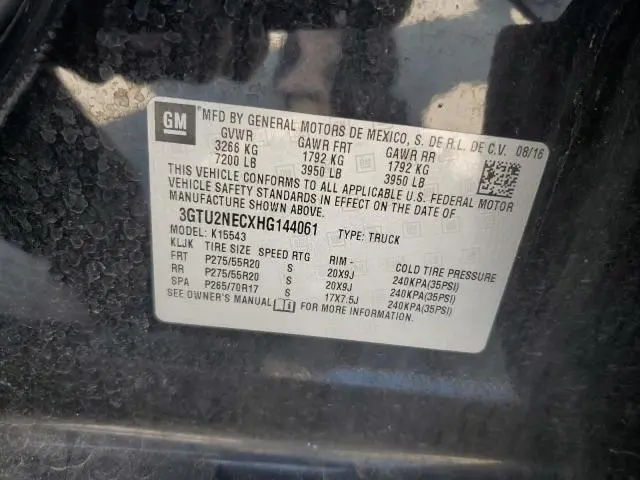 GM
MFD BY GENERAL MOTORS DE MEXICO, S. DE R.L. DE C.V. 08/16
GVWR GAWR FRT GAWR RR
3266 KG 1792 KG 1792 KG
7200 LB 3950 LB 3950 LB
THIS VEHICLE CONFORMS TO ALL APPLICABLE U.S. FEDERAL MOTOR
VEHICLE SAFETY STANDARDS IN EFFECT ON THE DATE OF
MANUFACTURE SHOWN ABOVE.
3GTU2NECXHG144061 TYPE: TRUCK
MODEL: K15543
KLJK TIRE SIZE SPEED RTG RIM - COLD TIRE PRESSURE
FRT P275/55R20 S 20X9J 240KPA(35PSI)
RR P275/55R20 S 20X9J 240KPA(35PSI)
SPA P265/70R17 S 17X7.5J 240KPA(35PSI)
SEE OWNER'S MANUAL FOR MORE INFORMATION.